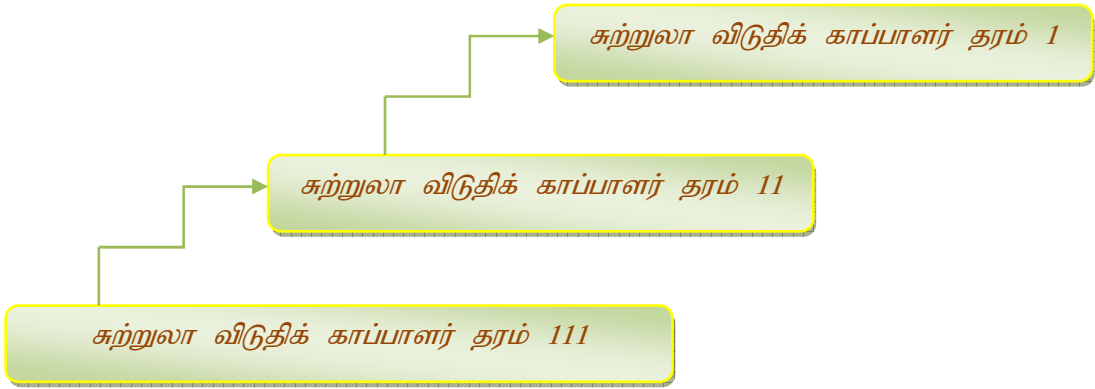 சுற்றுலா விடுதிக் காப்பாளர் தரம் 1
சுற்றுலா விடுதிக் காப்பாளர் தரம் 11
சுற்றுலா விடுதிக் காப்பாளர் தரம் 111